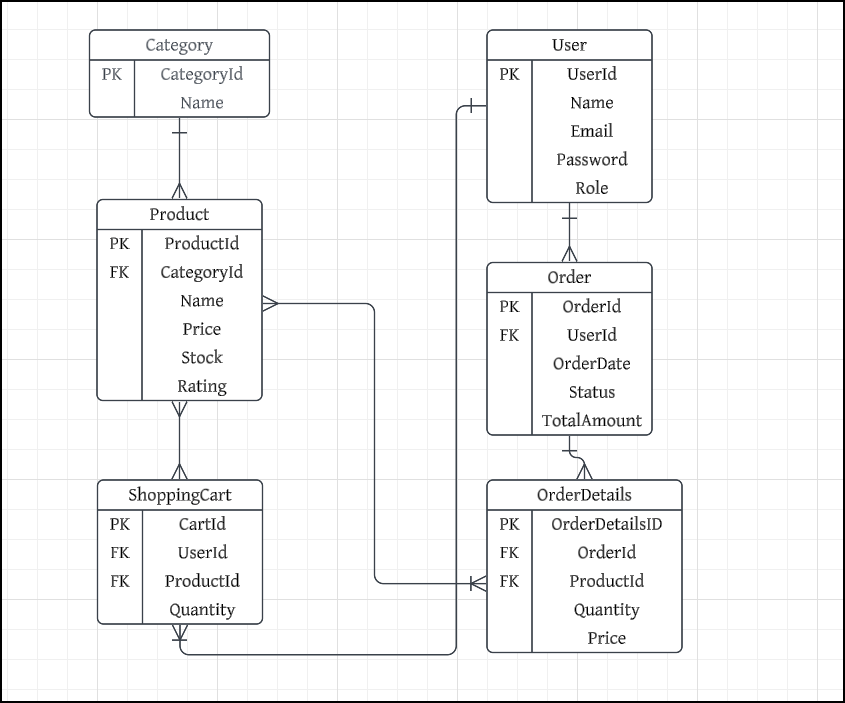 Category
PK CategoryId
Name
Product
PK ProductId
FK CategoryId
Name
Price
Stock
Rating
ShoppingCart
PK CartId
FK UserId
FK ProductId
Quantity
User
PK UserId
Name
Email
Password
Role
Order
PK OrderId
FK UserId
OrderDate
Status
TotalAmount
OrderDetails
PK OrderDetailsID
FK OrderId
FK ProductId
Quantity
Price